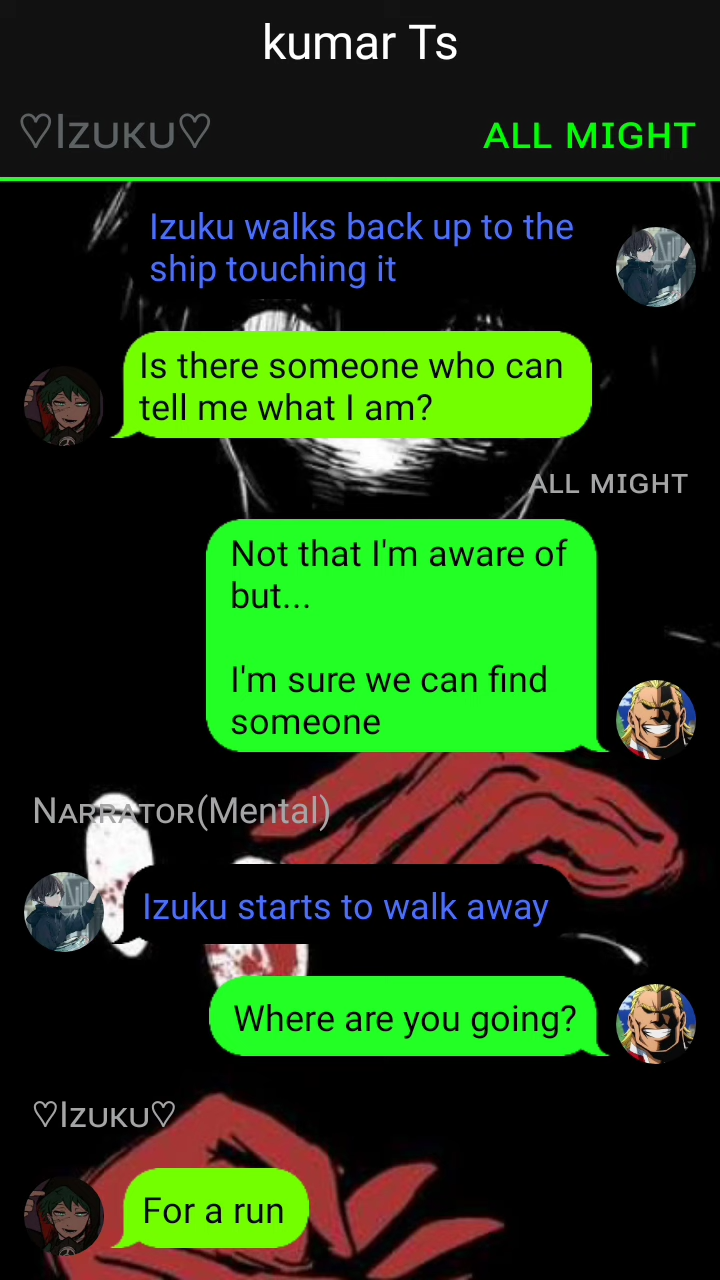 kumar Ts
♡Izuku♡
ALL MIGHT
Izuku walks back up to the
ship touching it
Is there someone who can
tell me what I am?
ALL MIGHT
Not that I'm aware of
but...
I'm sure we can find
someone
Narrator(Mental)
Izuku starts to walk away
Where are you going?
♡Izuku♡
For a run